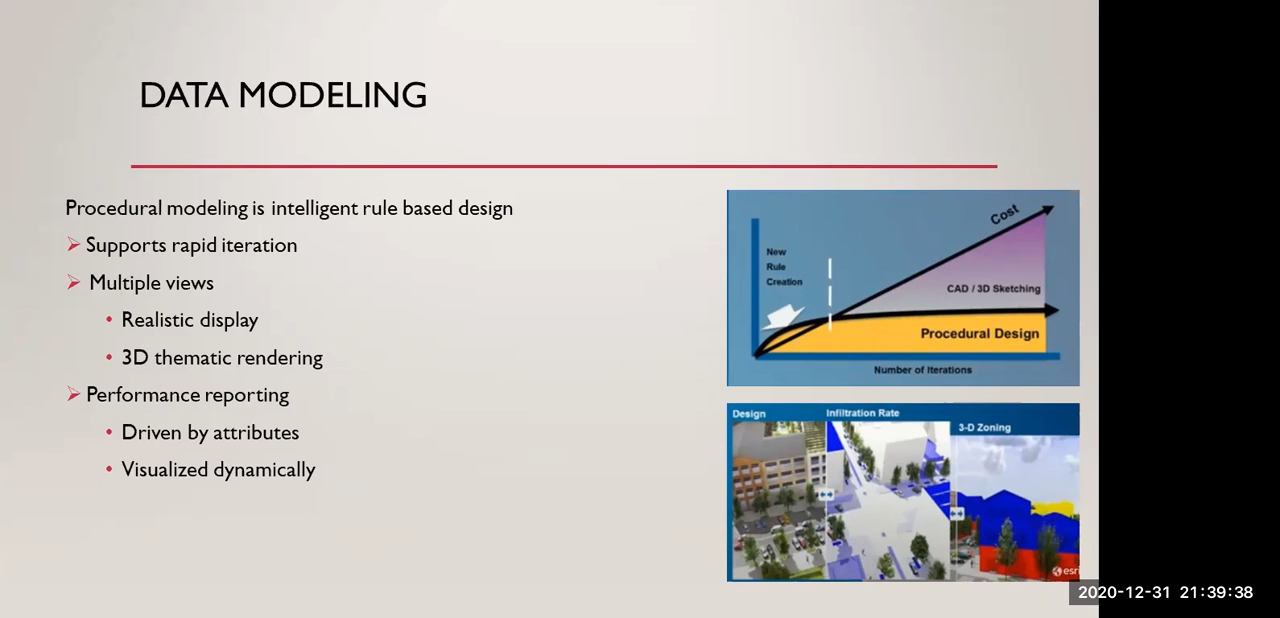 DATA MODELING
Procedural modeling is intelligent rule based design
Supports rapid iteration
Multiple views
Realistic display
3D thematic rendering
Performance reporting
Driven by attributes
Visualized dynamically
Cost
New
Rule
Creation
CAD / 3D Sketching
Procedural Design
Number of Iterations
Design
Infiltration Rate
3-D Zoning
esri
2020-12-31 21:39:38